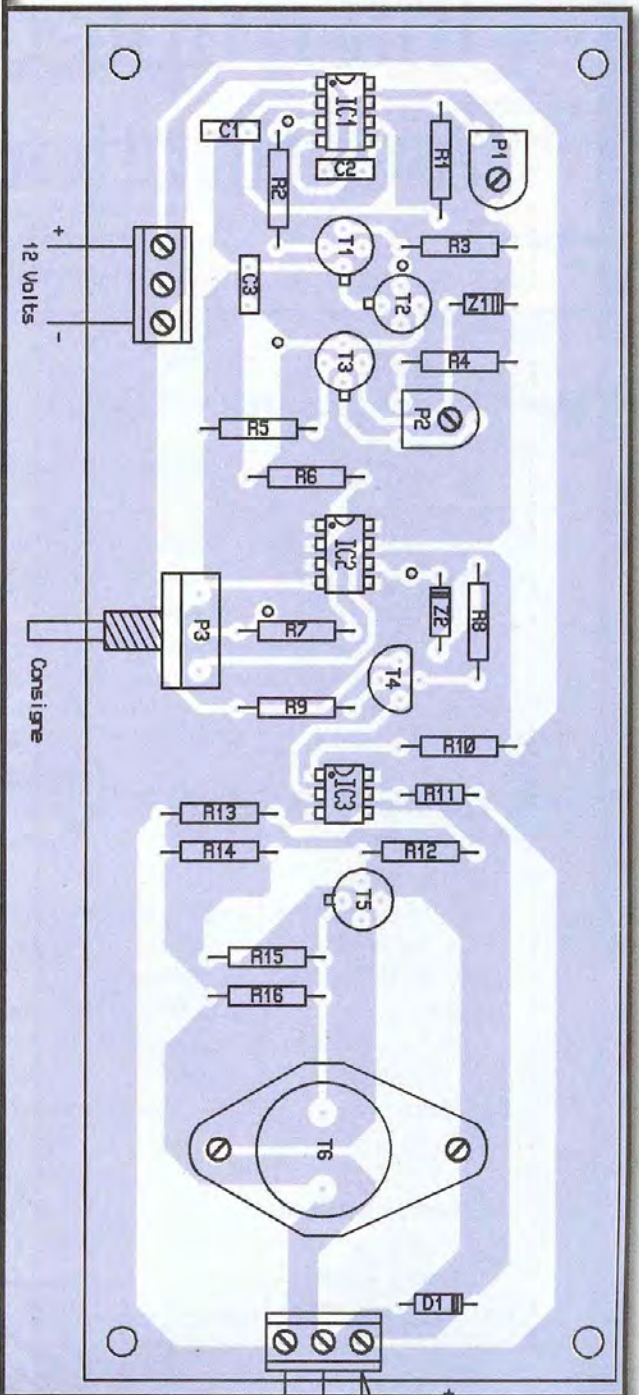 IC1
C1
C2
R2
R1
P1
T1
R3
+
12 Volts
-
C3
T2
Z1
T3
R4
P2
R5
R6
IC2
P3
R7
Z2
R8
T4
Consigne
R9
R10
IC3
R11
R13
R14
R12
T5
R15
R16
T6
D1
+